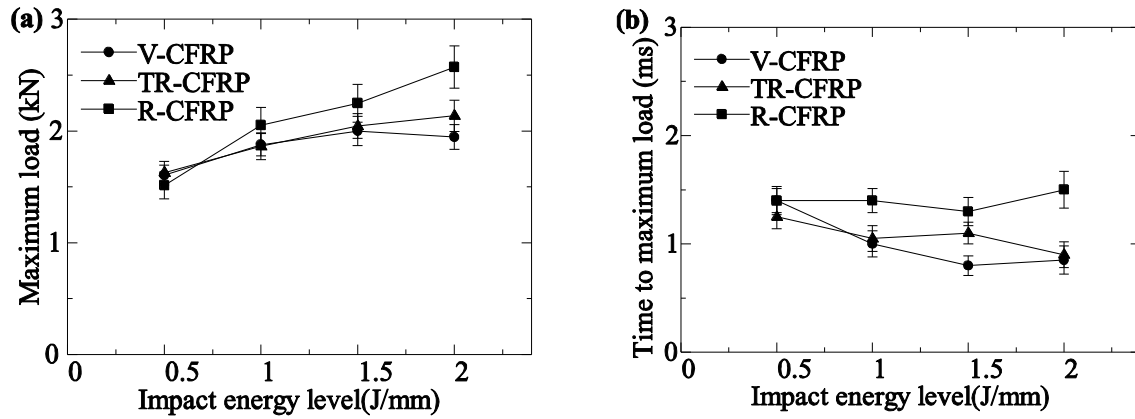 (a)
Maximum load (kN)
3
2
1
0
V-CFRP
TR-CFRP
R-CFRP
0 0.5 1 1.5 2
Impact energy level(J/mm)
(b)
Time to maximum load (ms)
3
2
1
0
V-CFRP
TR-CFRP
R-CFRP
0 0.5 1 1.5 2
Impact energy level(J/mm)